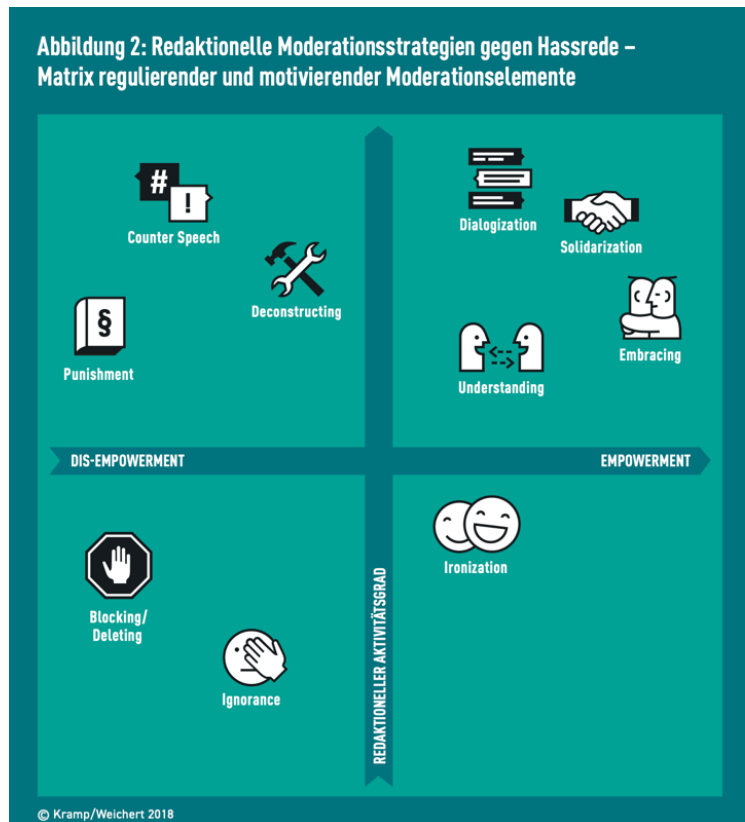 Abbildung 2: Redaktionelle Moderationsstrategien gegen Hassrede –
Matrix regulierender und motivierender Moderationselemente
#
!
Counter Speech
Deconstructing
§
Punishment
Dialogization
Solidarization
Embracing
Understanding
DIS-EMPOWERMENT
EMPOWERMENT
Blocking/
Deleting
Ignorance
Ironization
REDAKTIONELLER AKTIVITÄTSGRAD
© Kramp/Weichert 2018